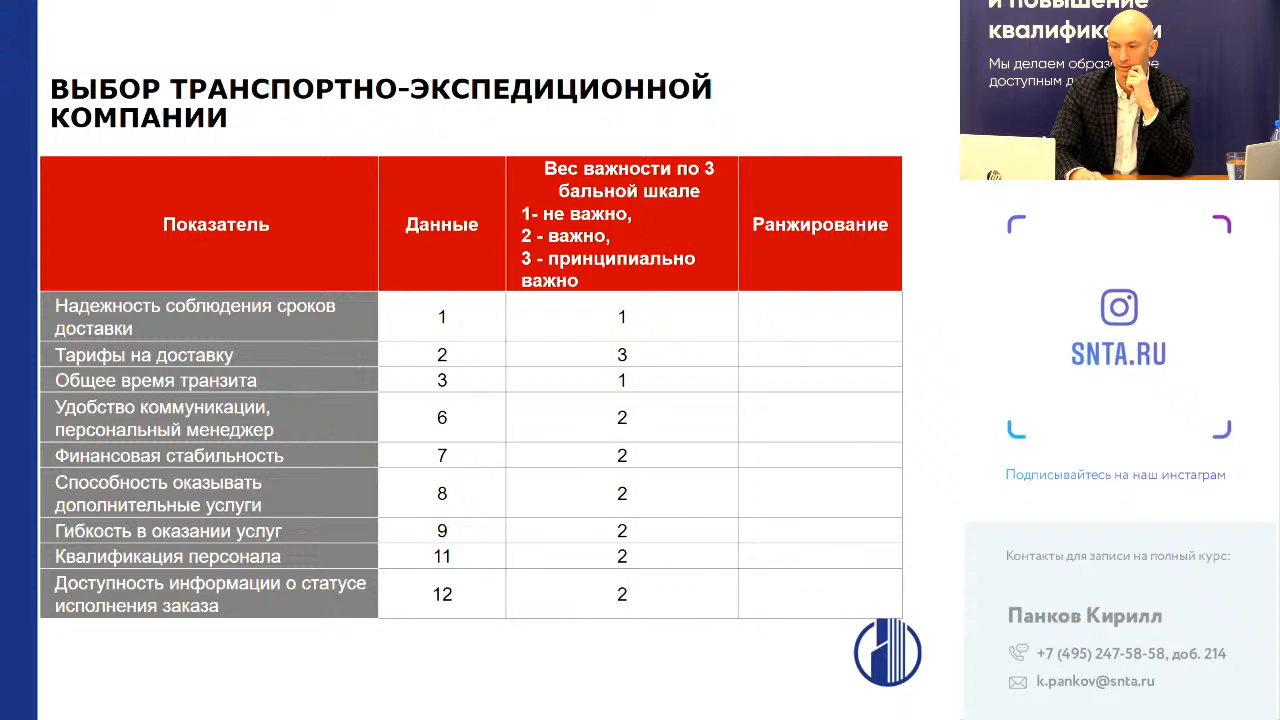 ВЫБОР ТРАНСПОРТНО-ЭКСПЕДИЦИОННОЙ
КОМПАНИИ
Показатель
Данные
Вес важности по 3
бальной шкале
1- не важно,
2 - важно,
3 - принципиально
важно
Ранжирование
Надежность соблюдения сроков
доставки
1
1
Тарифы на доставку
2
3
Общее время транзита
3
1
Удобство коммуникации,
персональный менеджер
6
2
Финансовая стабильность
7
2
Способность оказывать
дополнительные услуги
8
2
Гибкость в оказании услуг
9
2
Квалификация персонала
11
2
Доступность информации о статусе
исполнения заказа
12
2
и повышение
Мы делаем
доступным
hp
SNTA.RU
Подписывайтесь на наш инстаграм
Контакты для записи на полный курс:
Панков Кирилл
+7 (495) 247-58-58, доб. 214
k.pankov@snta.ru